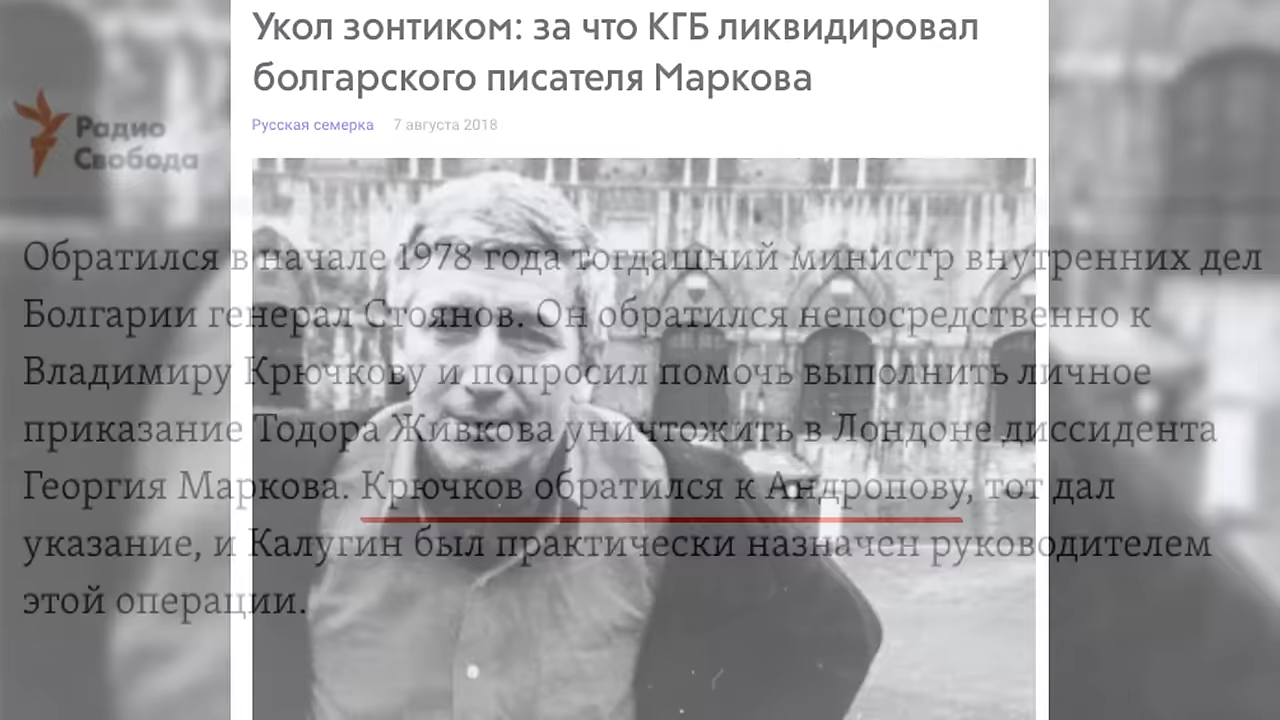 Укол зонтиком: за что КГБ ликвидировал
болгарского писателя Маркова
Русская семерка 7 августа 2018
Радио
Свобода
Обратился в начале 1978 года тогдашний министр внутренних дел
Болгарии генерал Стоянов. Он обратился непосредственно к
Владимиру Крючкову и попросил помочь выполнить личное
приказание Тодора Живкова уничтожить в Лондоне диссидента
Георгия Маркова. Крючков обратился к Андропову, тот дал
указание, и Калугин был практически назначен руководителем
этой операции.